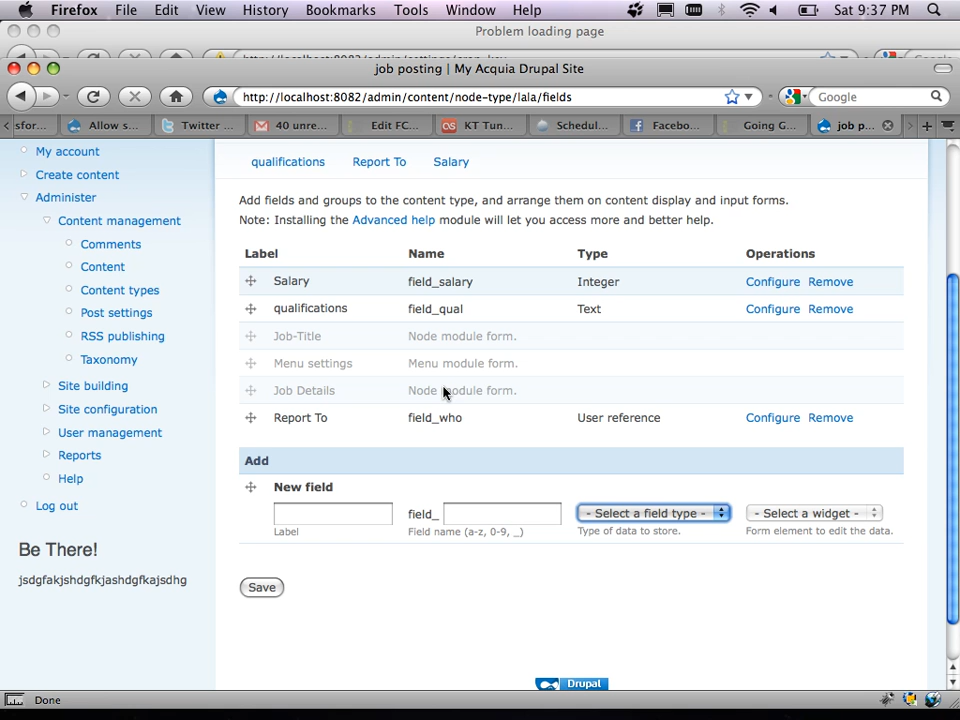 Firefox File Edit View History Bookmarks Tools Window Help Sat 9:37 PM
Problem loading page
job posting | My Acquia Drupal Site
http://localhost:8082/admin/content/node-type/lala/fields Google
sfor... Allow s... Twitter ... 40 unre... Edit FC... KT Tun... Schedul... Facebo... Going G... job p...
My account
Create content
Administer
Content management
Comments
Content
Content types
Post settings
RSS publishing
Taxonomy
Site building
Site configuration
User management
Reports
Help
Log out
Be There!
jsdgfakjshdgfkjashdgfkajsdhg
qualifications Report To Salary
Add fields and groups to the content type, and arrange them on content display and input forms.
Note: Installing the Advanced help module will let you access more and better help.
Label Name Type Operations
Salary field_salary Integer Configure Remove
qualifications field_qual Text Configure Remove
Job-Title Node module form.
Menu settings Menu module form.
Job Details Node module form.
Report To field_who User reference Configure Remove
Add
New field
field_ - Select a field type - - Select a widget -
Label Field name (a-z, 0-9, _) Type of data to store. Form element to edit the data.
Save
Drupal
Done